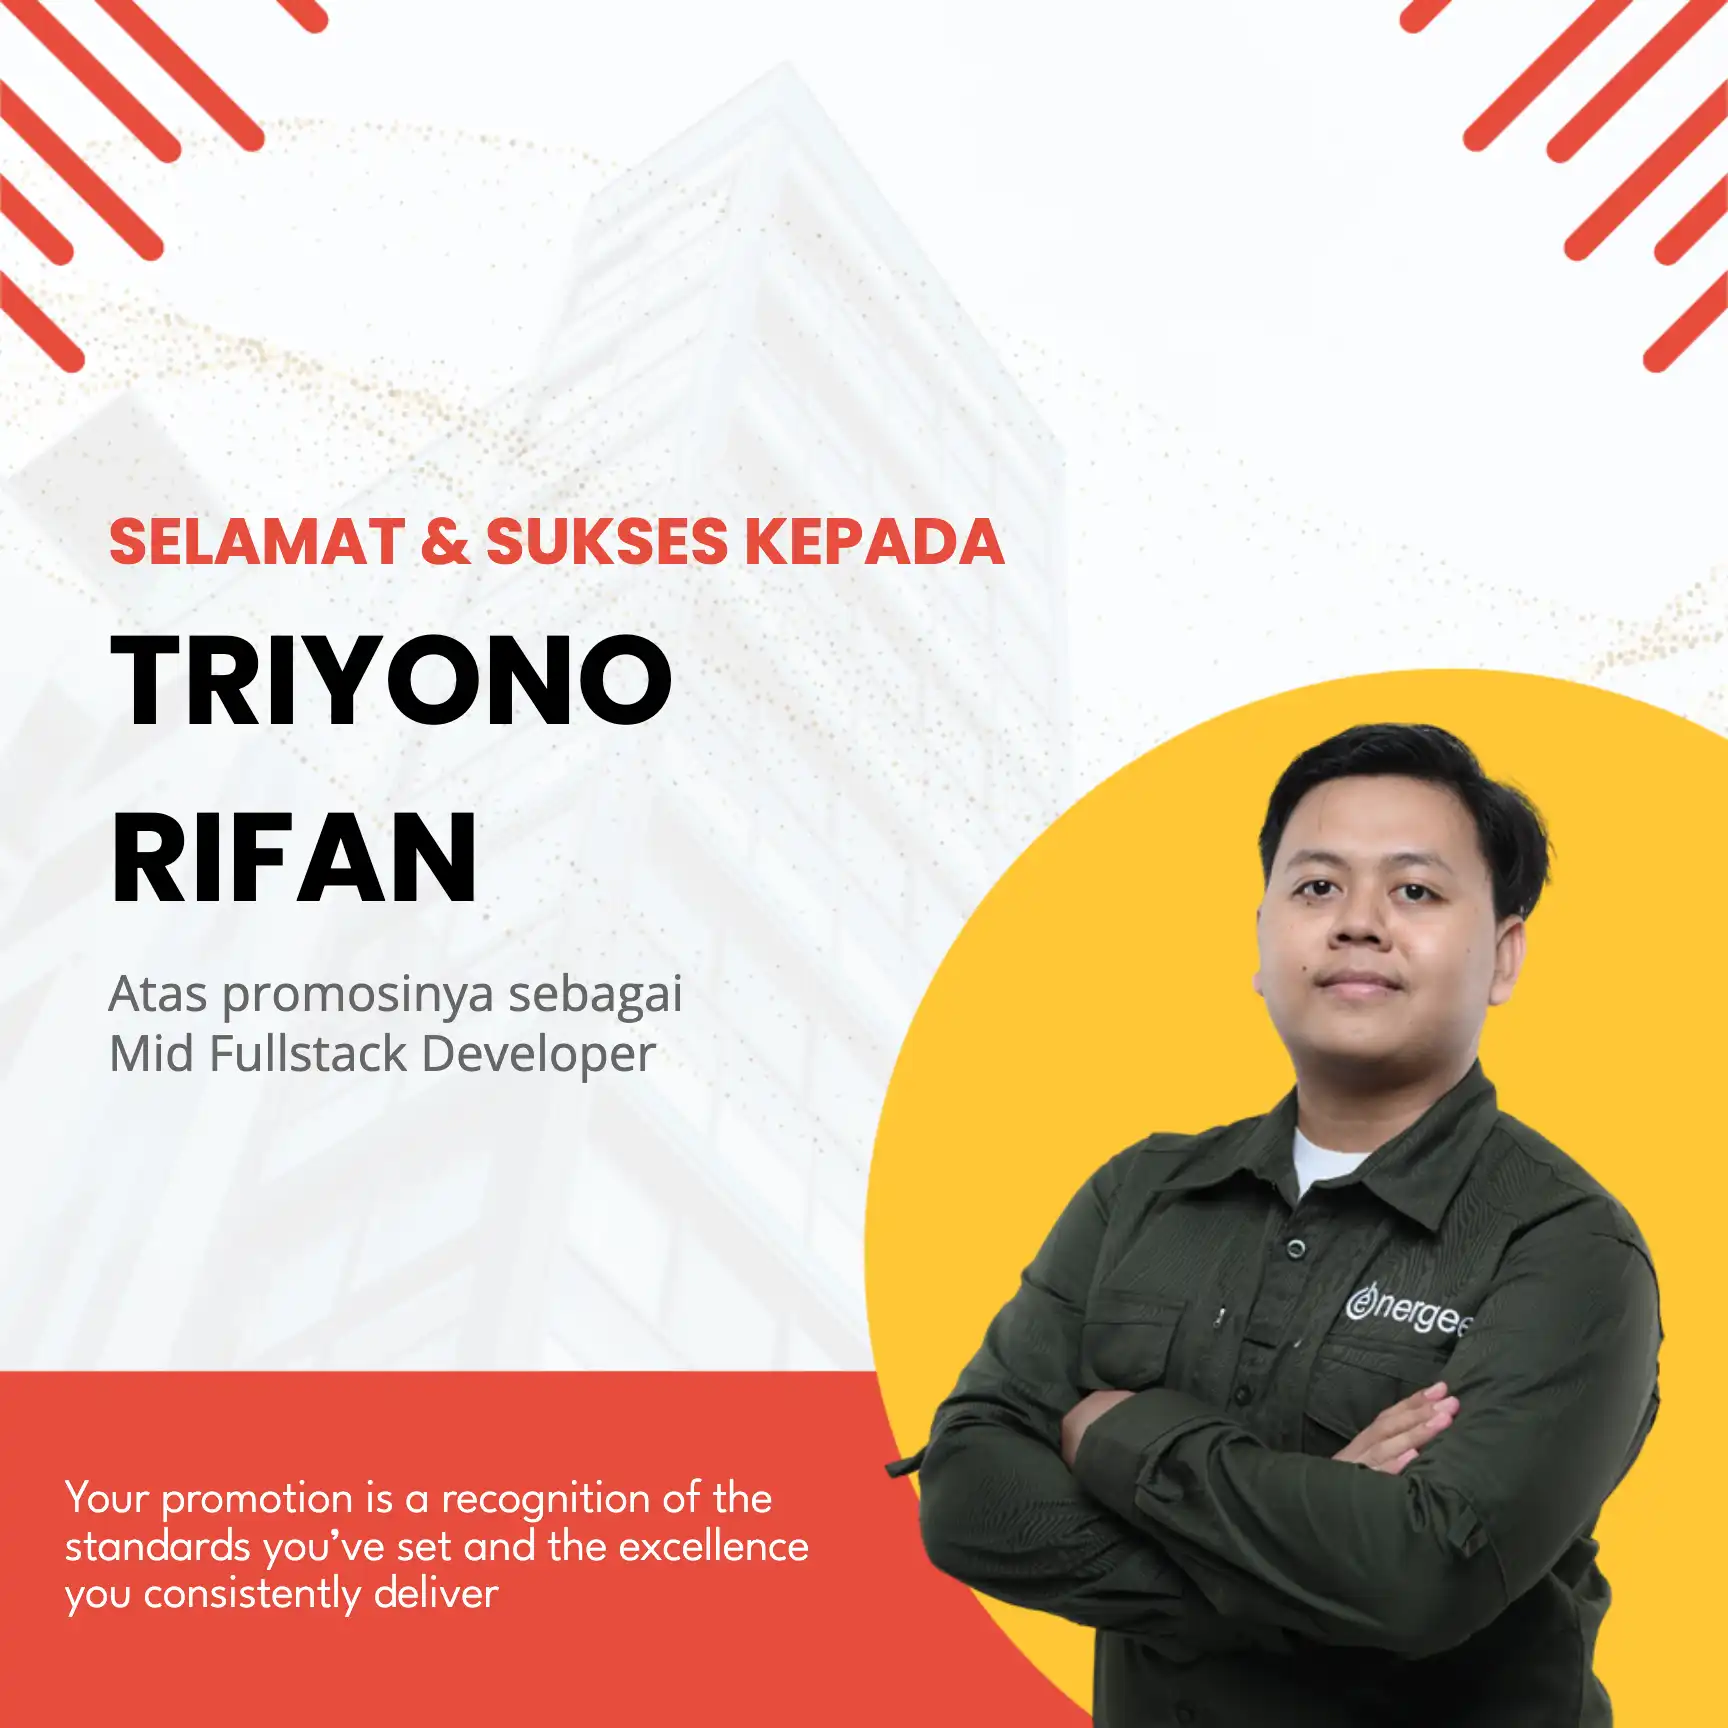 SELAMAT & SUKSES KEPADA
TRIYONO
RIFAN
Atas promosinya sebagai
Mid Fullstack Developer
energee
Your promotion is a recognition of the
standards you’ve set and the excellence
you consistently deliver